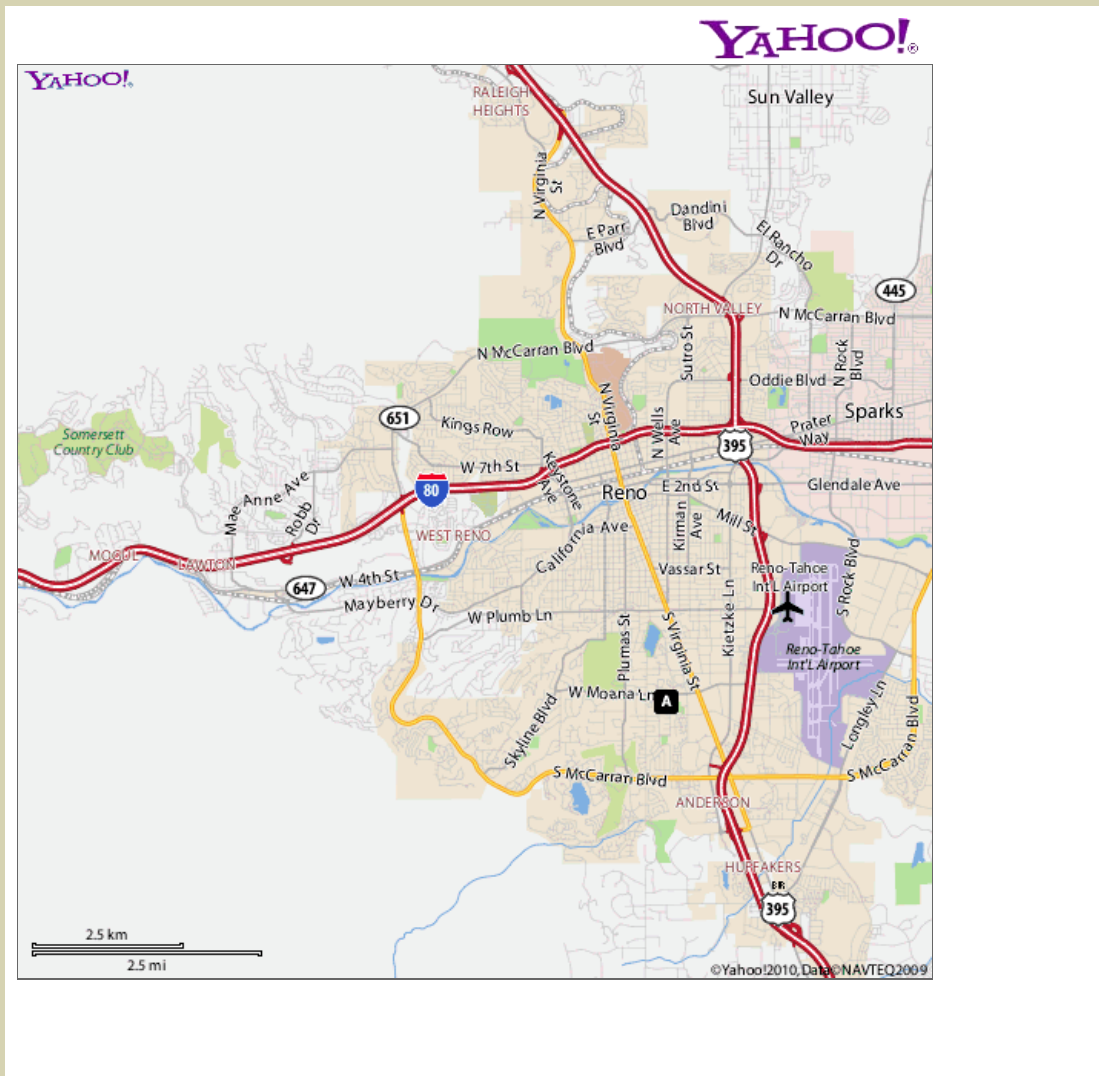 YAHOO!®
YAHOO!®
RALEIGH
HEIGHTS
Sun Valley
N Virginia
St
Dandini
Blvd
E Parr
Blvd
El Rancho
Dr
445
NORTH VALLEY
N McCarran Blvd
N McCarran Blvd
Sutro St
N Rock
Blvd
Oddie Blvd
651
Kings Row
N Virginia
St
N Wells
Ave
Prater
Way
Sparks
Somersett
Country Club
395
W 7th St
Keystone
Ave
80
Reno
E 2nd St
Glendale Ave
Mae Anne Ave
Robb
Dr
WEST RENO
California Ave
Kirman
Ave
Mill St
MOGUL
LAWTON
647
W 4th St
Mayberry Dr
Vassar St
Reno-Tahoe
Int'L Airport
S Rock Blvd
W Plumb Ln
Plumas St
S Virginia St
Kietzke Ln
Reno-Tahoe
Int'L Airport
W Moana Ln
A
Skyline Blvd
Longley Ln
S McCarran Blvd
S McCarran Blvd
ANDERSON
HUFFAKERS
BR
395
2.5 km
2.5 mi
©Yahoo!2010, Data©NAVTEQ2009